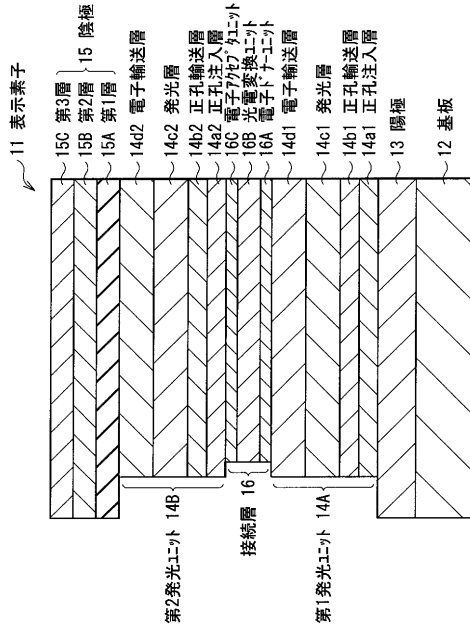 11 表示素子
15C 第3層
15B 第2層
15A 第1層
15 陰極
14d2 電子輸送層
14c2 発光層
14b2 正孔輸送層
14a2 正孔注入層
16C 電子アクセプタユニット
16B 光電変換ユニット
16A 電子ドナーユニット
14d1 電子輸送層
14c1 発光層
14b1 正孔輸送層
14a1 正孔注入層
13 陽極
12 基板
第2発光ユニット 14B
接続層 16
第1発光ユニット 14A